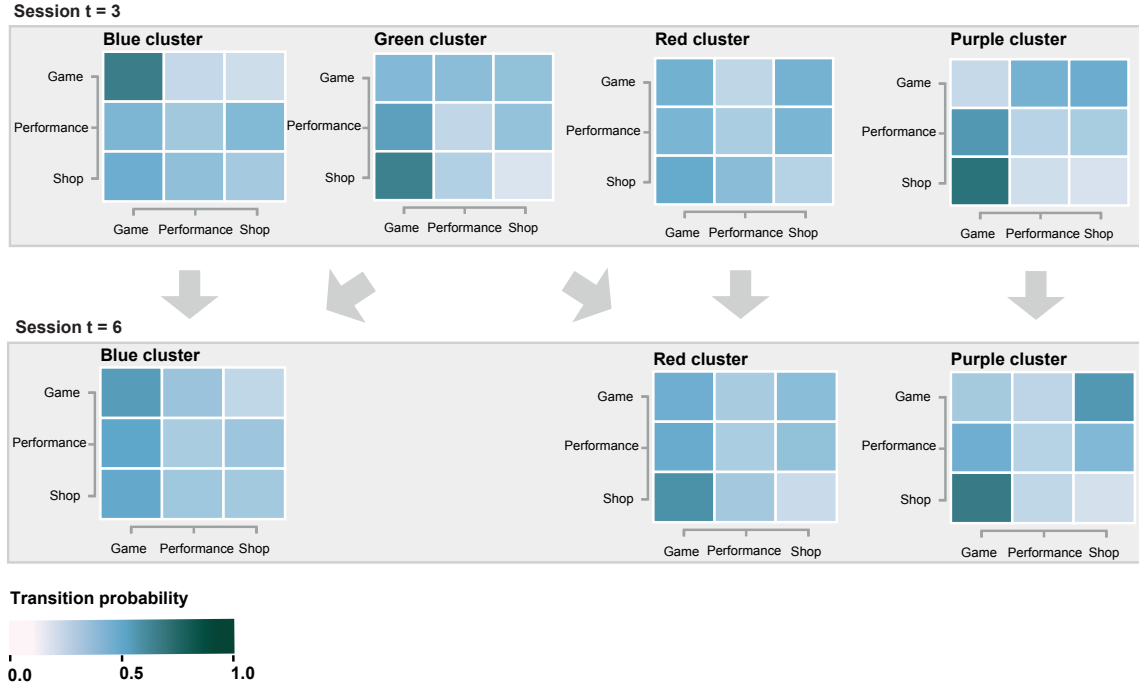 Session t = 3
Blue cluster
Green cluster
Red cluster
Purple cluster
Game
Performance
Shop
Game Performance Shop
Game
Performance
Shop
Game Performance Shop
Game
Performance
Shop
Game Performance Shop
Game
Performance
Shop
Game Performance Shop
Session t = 6
Blue cluster
Red cluster
Purple cluster
Game
Performance
Shop
Game Performance Shop
Game
Performance
Shop
Game Performance Shop
Game
Performance
Shop
Game Performance Shop
Transition probability
0.0 0.5 1.0